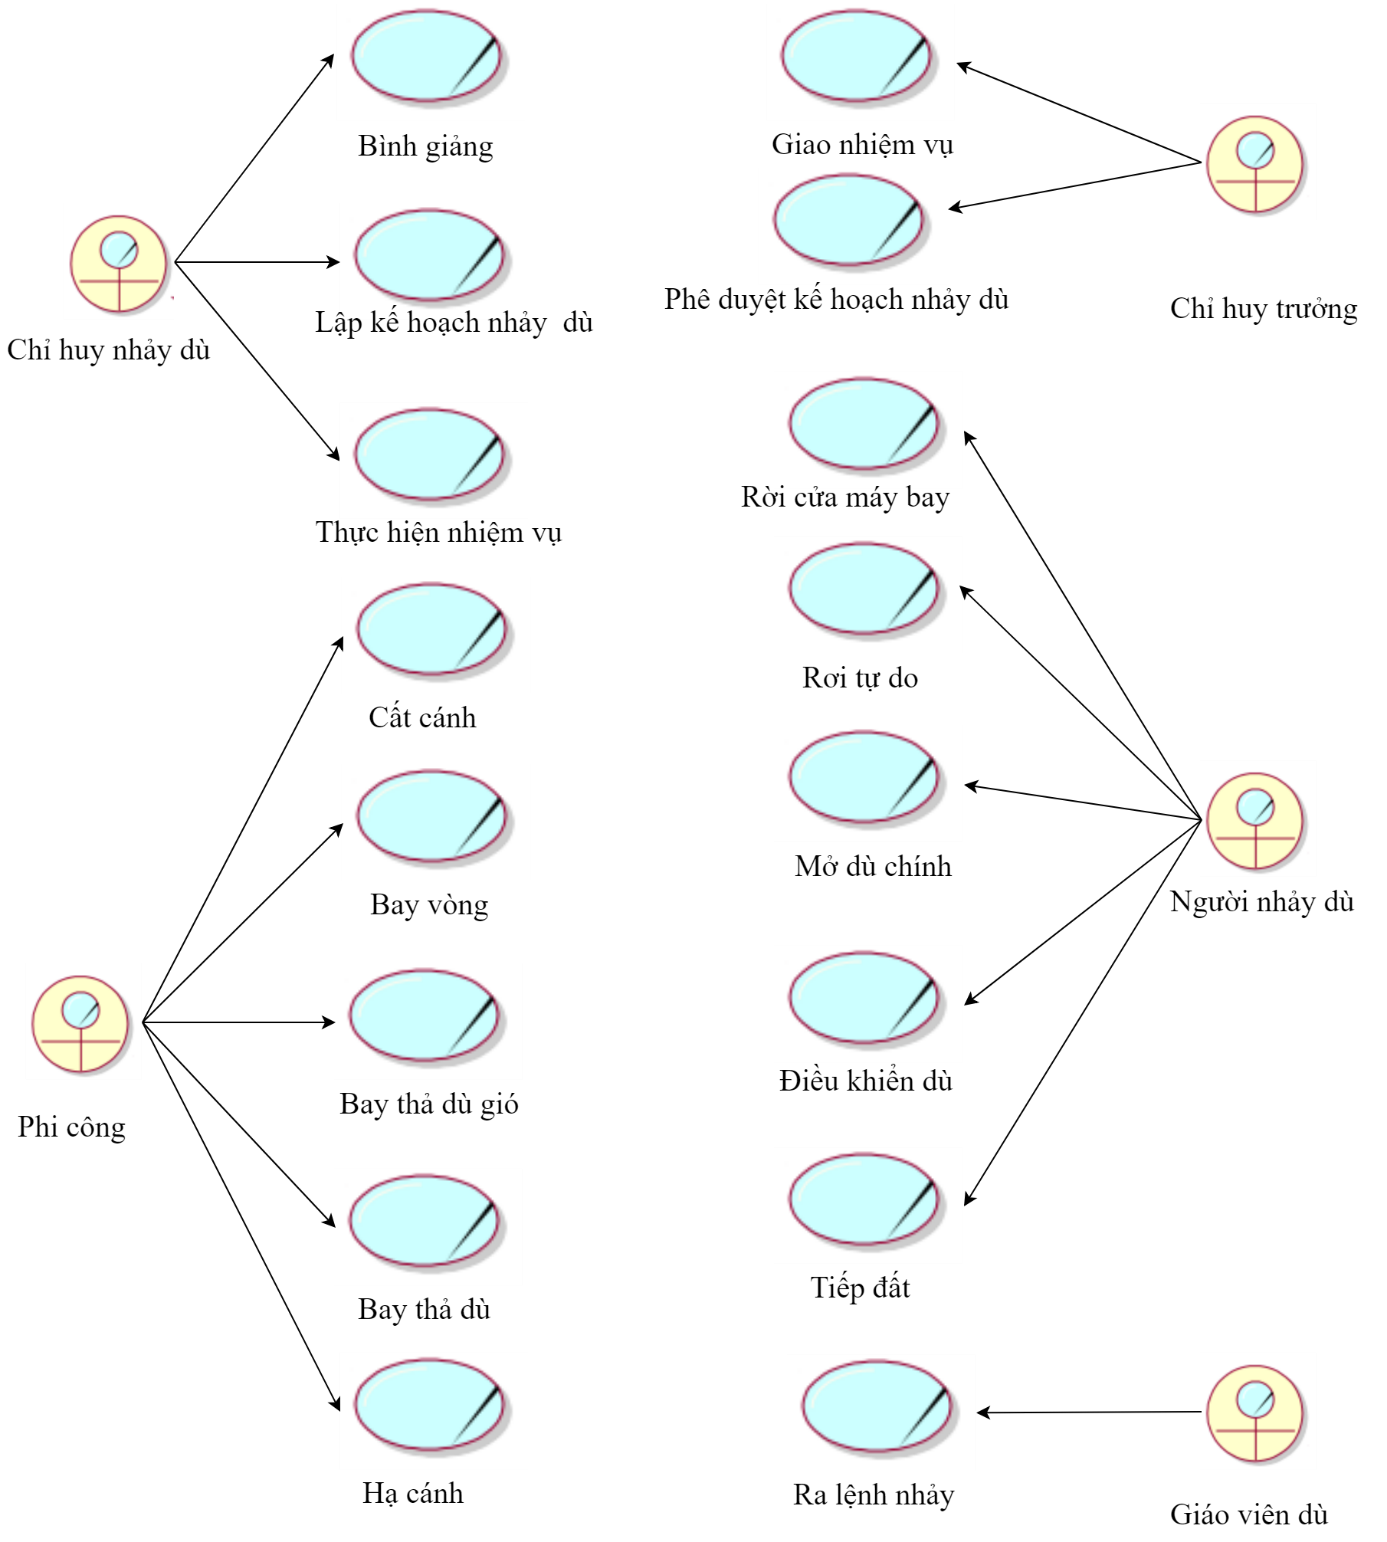 Bình giảng
Giao nhiệm vụ
Phê duyệt kế hoạch nhảy dù
Chỉ huy trưởng
Lập kế hoạch nhảy  dù
Chỉ huy nhảy dù
Rời cửa máy bay
Thực hiện nhiệm vụ
Rơi tự do
Cất cánh
Mở dù chính
Bay vòng
Người nhảy dù
Điều khiển dù
Bay thả dù gió
Phi công
Tiếp đất
Bay thả dù
Hạ cánh
Ra lệnh nhảy
Giáo viên dù